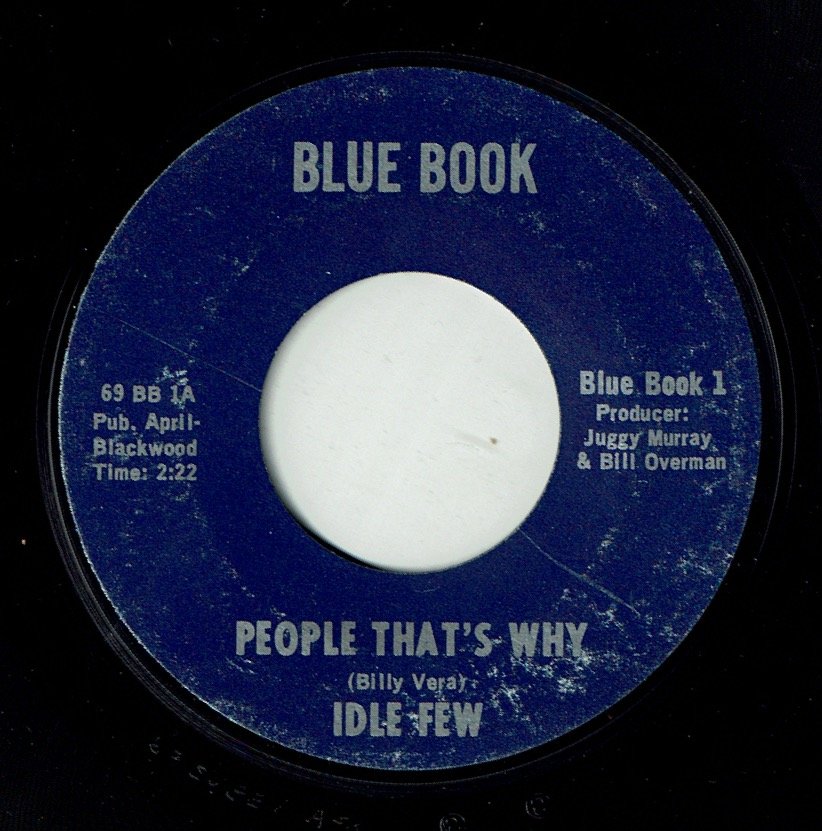 BLUE BOOK
69 BB 1A
Pub. April-
Blackwood
Time: 2:22
Blue Book 1
Producer:
Juggy Murray
& Bill Overman
PEOPLE THAT'S WHY
(Billy Vera)
IDLE FEW